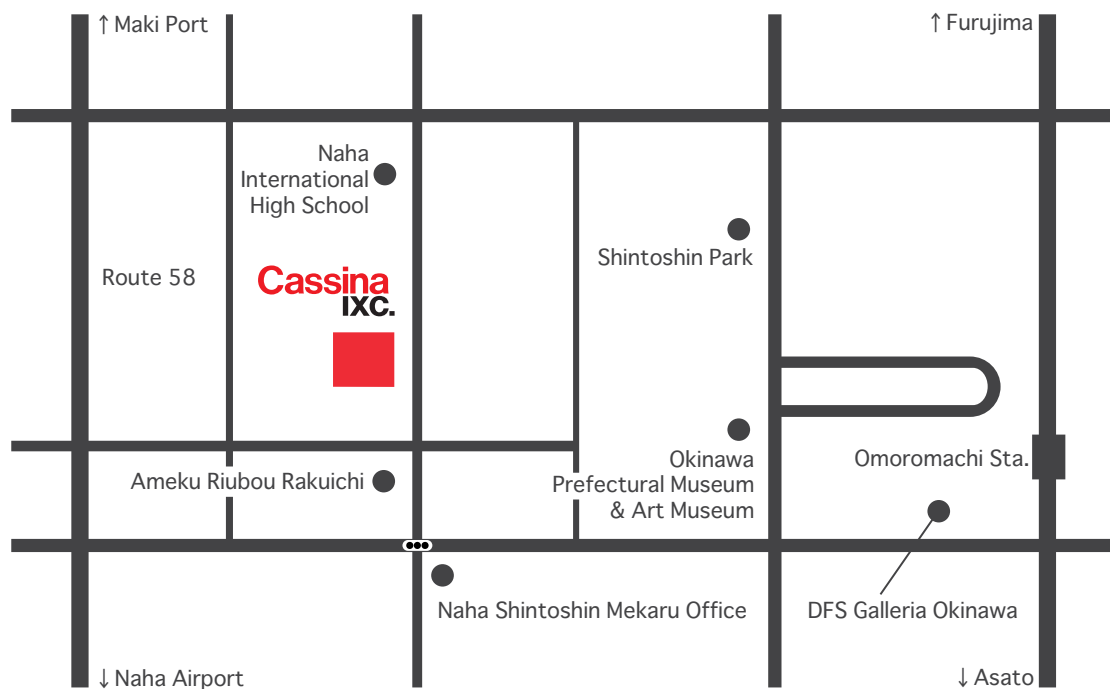 ↑ Maki Port
↑ Furujima
Naha
International
High School
Shintoshin Park
Route 58
Cassina
IXC.
Okinawa
Prefectural Museum
& Art Museum
Omoromachi Sta.
Ameku Riubou Rakuichi
Naha Shintoshin Mekaru Office
DFS Galleria Okinawa
↓ Naha Airport
↓ Asato